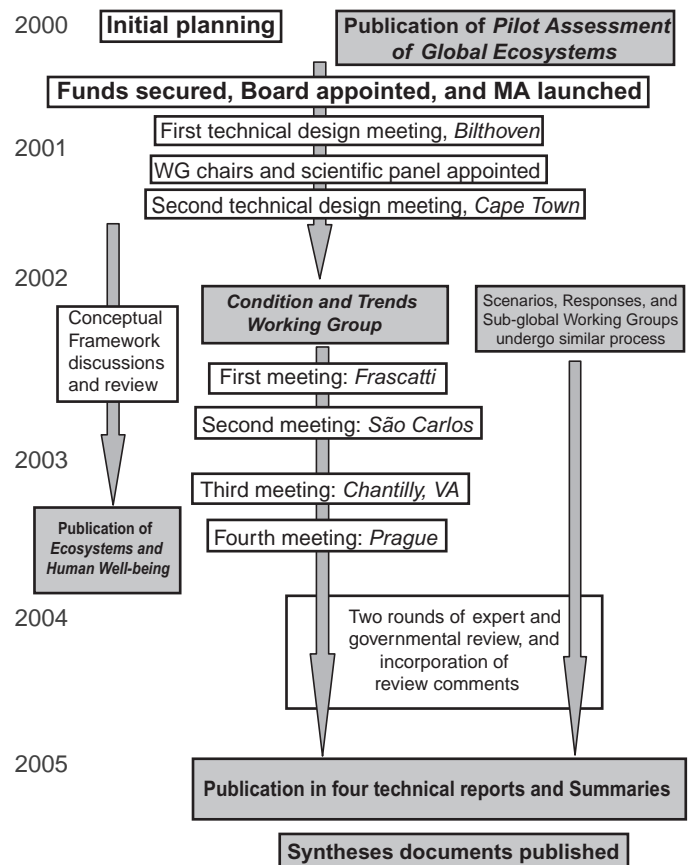 2000
Initial planning
Publication of Pilot Assessment
of Global Ecosystems
Funds secured, Board appointed, and MA launched
First technical design meeting, Bilthoven
2001
WG chairs and scientific panel appointed
Second technical design meeting, Cape Town
2002
Condition and Trends
Working Group
Scenarios, Responses, and
Sub-global Working Groups
undergo similar process
Conceptual
Framework
discussions
and review
First meeting: Frascatti
Second meeting: São Carlos
2003
Third meeting: Chantilly, VA
Publication of
Ecosystems and
Human Well-being
Fourth meeting: Prague
2004
Two rounds of expert and
governmental review, and
incorporation of
review comments
2005
Publication in four technical reports and Summaries
Syntheses documents published